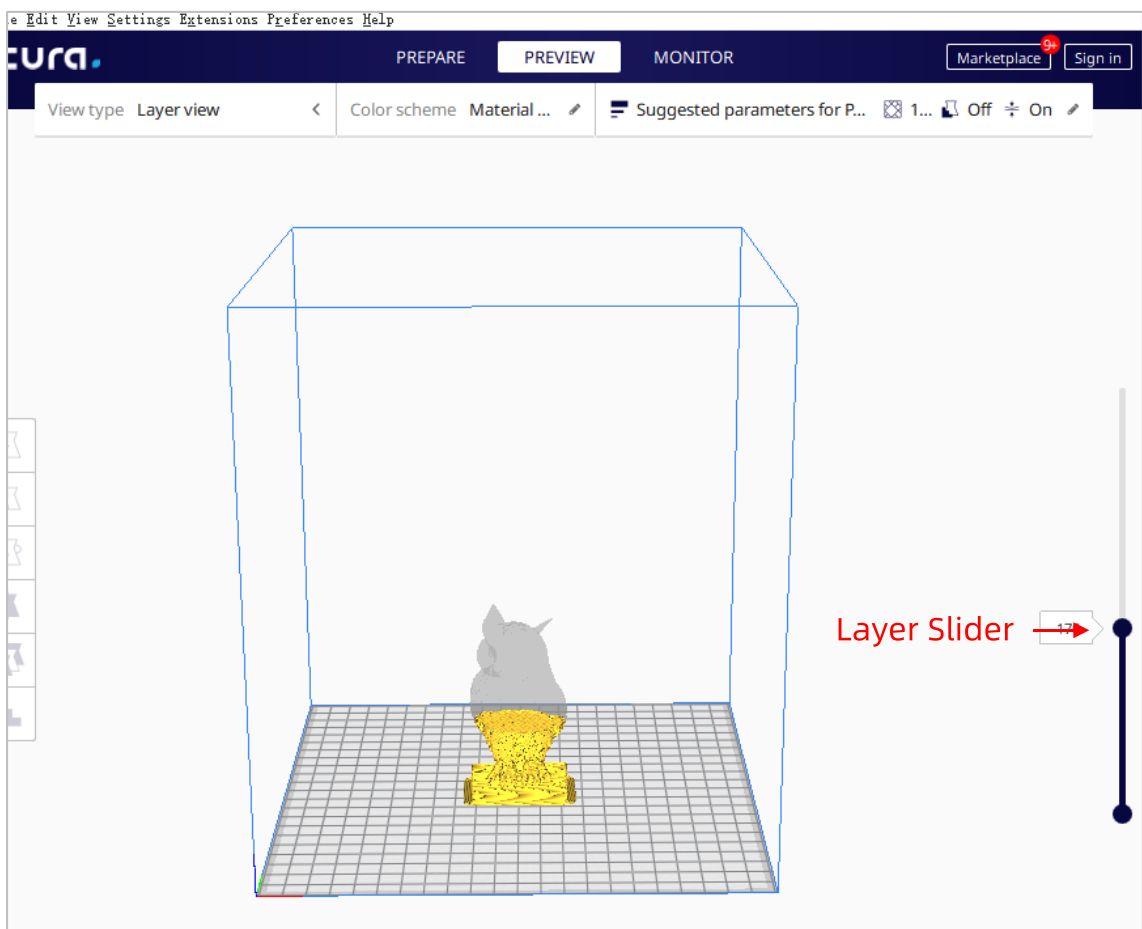 e Edit View Settings Extensions Preferences Help
cura.
PREPARE PREVIEW MONITOR Marketplace 9+ Sign in
View type Layer view Color scheme Material ... Suggested parameters for P... 1... Off On
Layer Slider